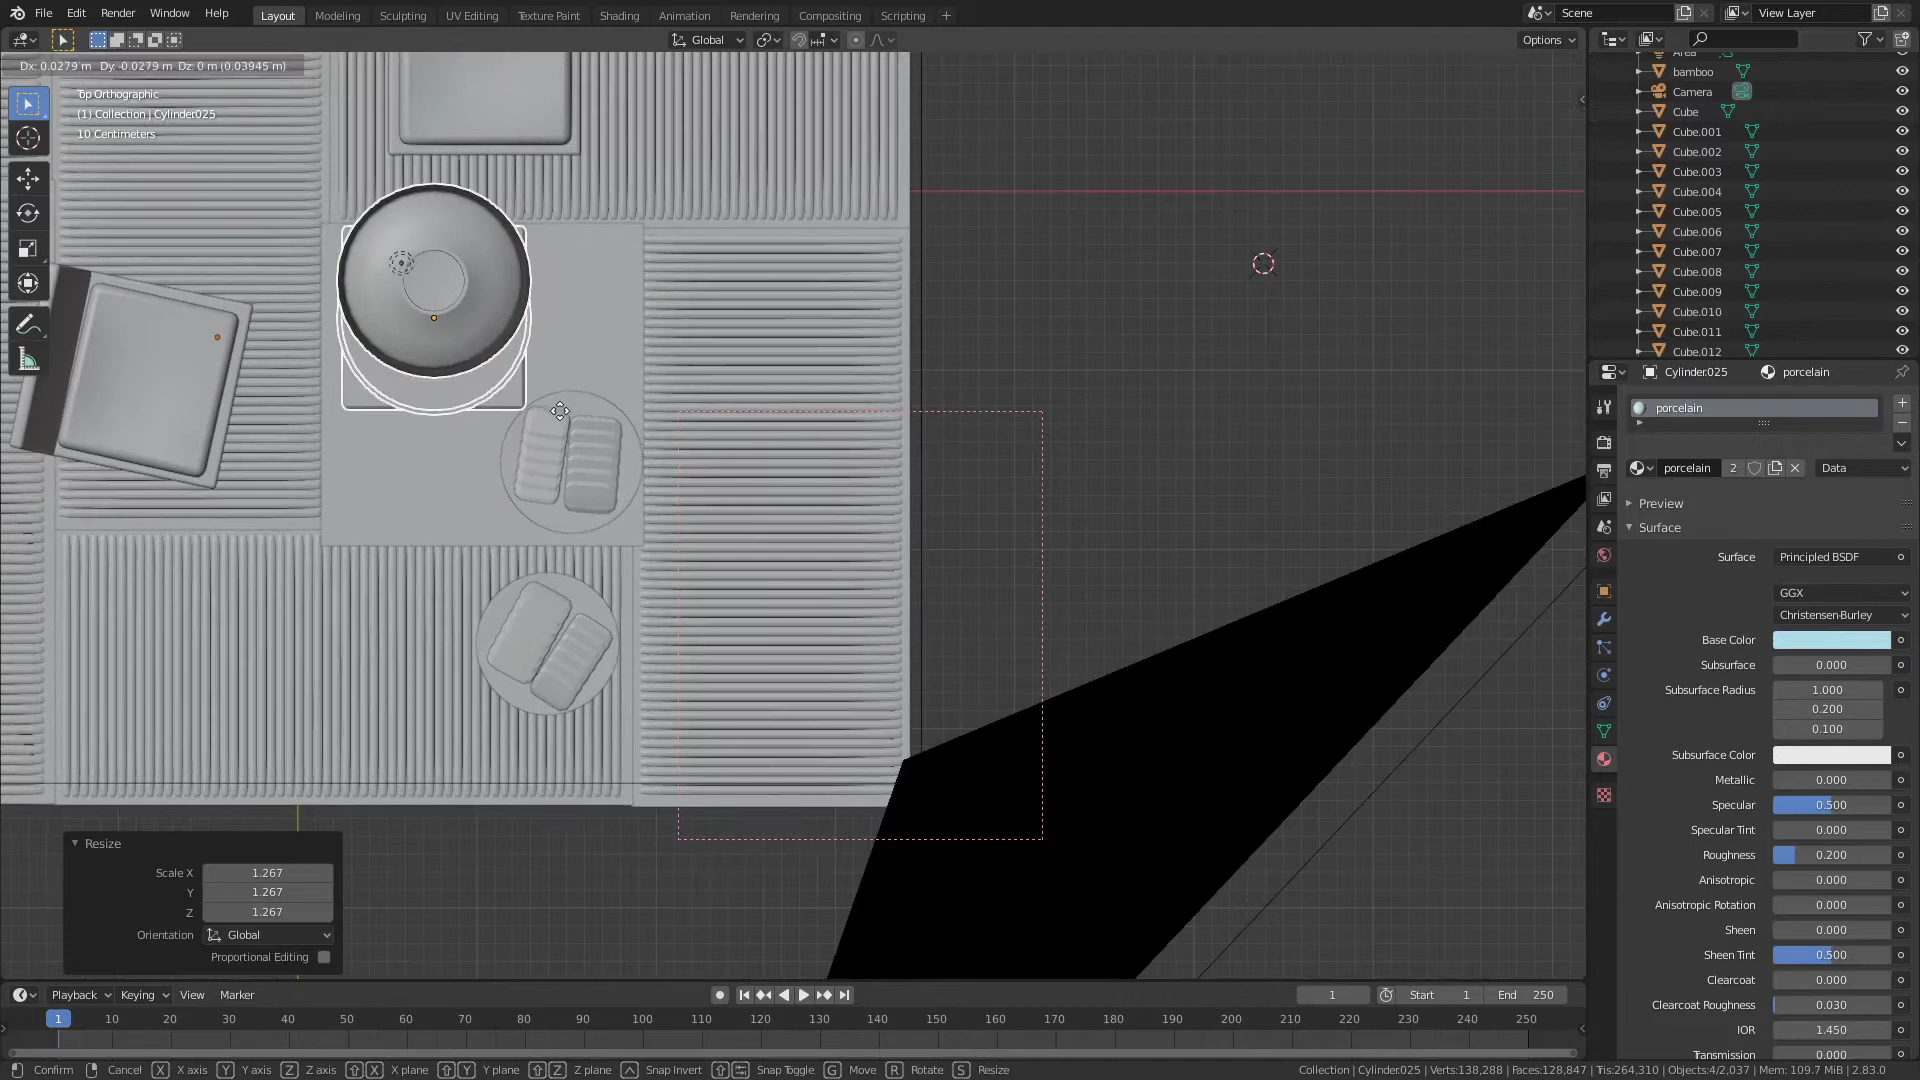 File Edit Render Window Help Layout Modeling Sculpting UV Editing Texture Paint Shading Animation Rendering Compositing Scripting + Scene View Layer
Global Options
Dx: 0.0279 m Dy: -0.0279 m Dz: 0 m (0.03945 m)
Top Orthographic
(1) Collection | Cylinder.025
10 Centimeters
bamboo
Camera
Cube
Cube.001
Cube.002
Cube.003
Cube.004
Cube.005
Cube.006
Cube.007
Cube.008
Cube.009
Cube.010
Cube.011
Cube.012
Cylinder.025 porcelain
porcelain
porcelain 2 Data
Preview
Surface
Surface Principled BSDF
GGX
Christensen-Burley
Base Color
Subsurface 0.000
Subsurface Radius 1.000
0.200
0.100
Subsurface Color
Metallic 0.000
Specular 0.500
Specular Tint 0.000
Roughness 0.200
Anisotropic 0.000
Anisotropic Rotation 0.000
Sheen 0.000
Sheen Tint 0.500
Clearcoat 0.000
Clearcoat Roughness 0.030
IOR 1.450
Transmission 0.000
Resize
Scale X 1.267
Y 1.267
Z 1.267
Orientation Global
Proportional Editing
Playback Keying View Marker 1 Start 1 End 250
1 10 20 30 40 50 60 70 80 90 100 110 120 130 140 150 160 170 180 190 200 210 220 230 240 250
Confirm Cancel X X axis Y Y axis Z Z axis X X plane Y Y plane Z Z plane Snap Invert Snap Toggle G Move R Rotate S Resize Collection | Cylinder.025 | Verts:138,288 | Faces:128,847 | Tris:264,310 | Objects:4/2,037 | Mem: 109.7 MiB | 2.83.0